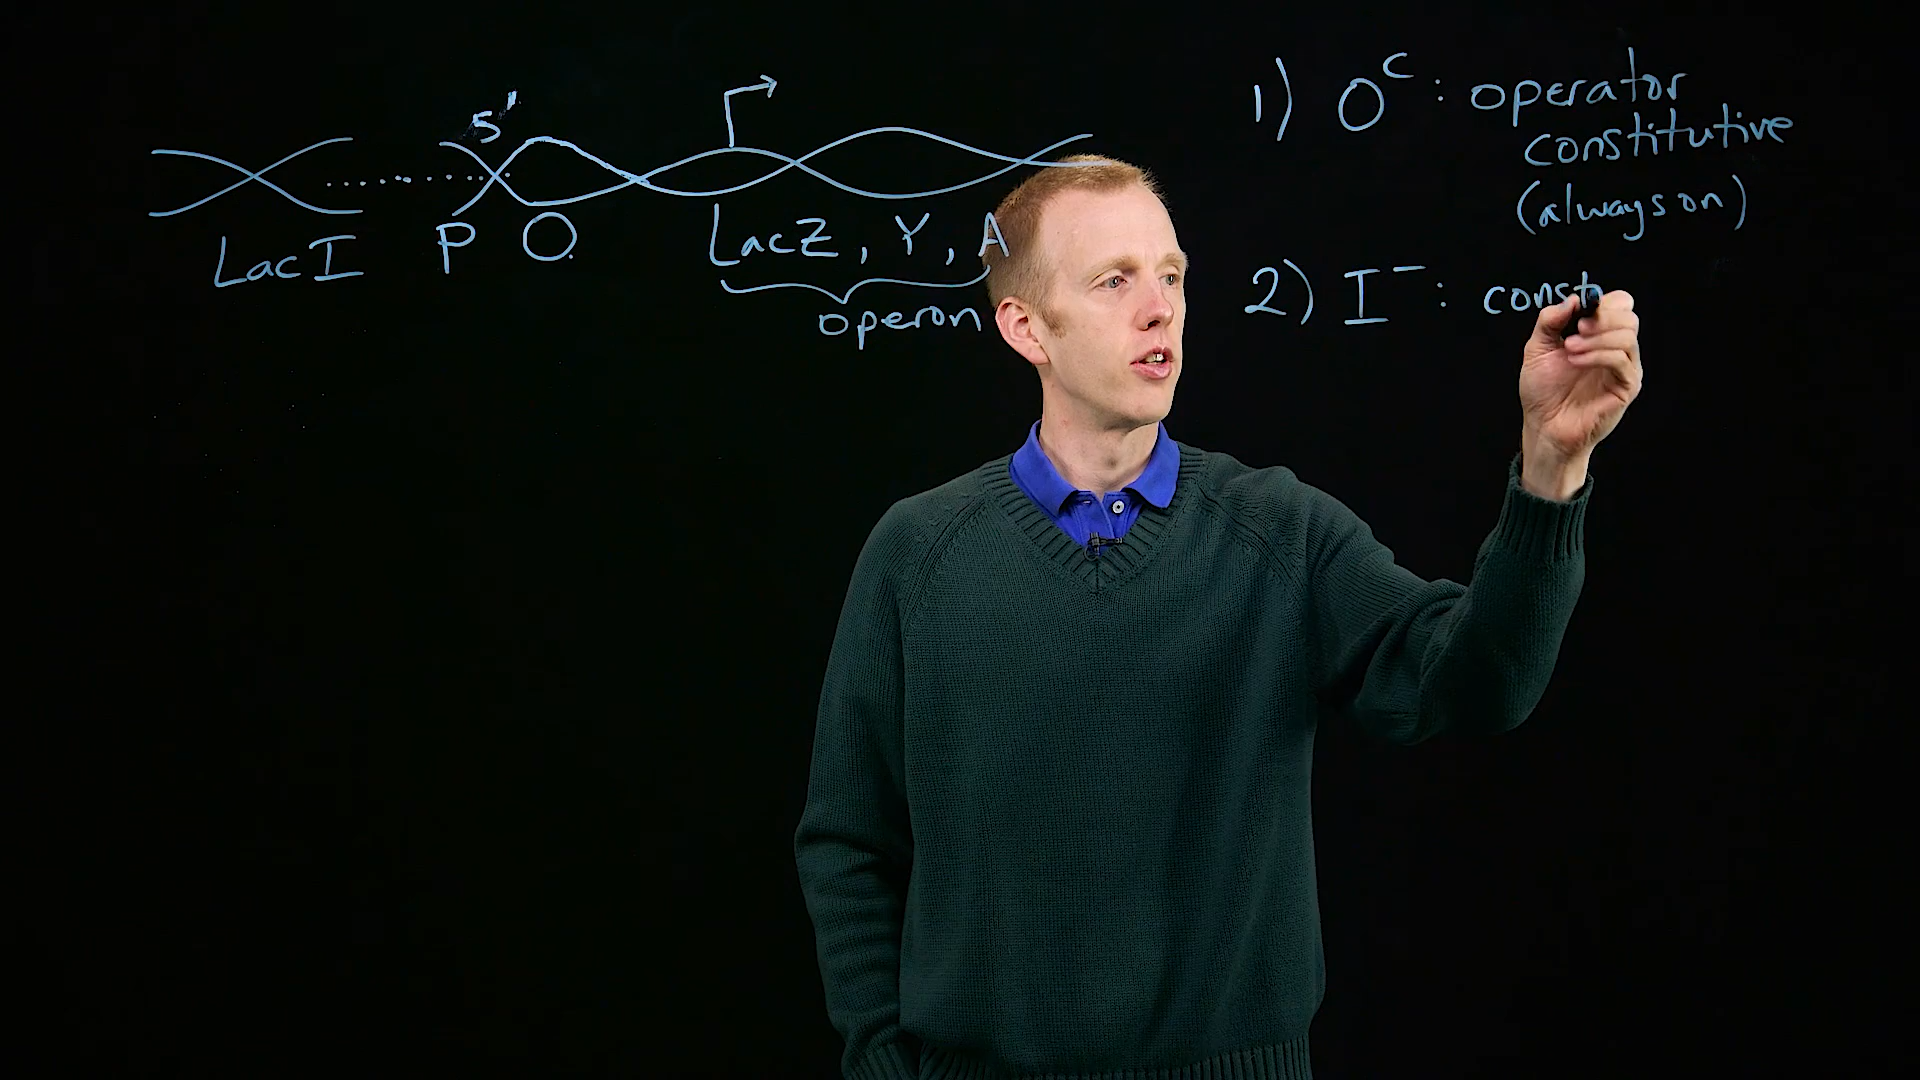 5'
LacI P O LacZ, Y, A
operon
1) O^c : operator
constitutive
(always on)
2) I^- : const